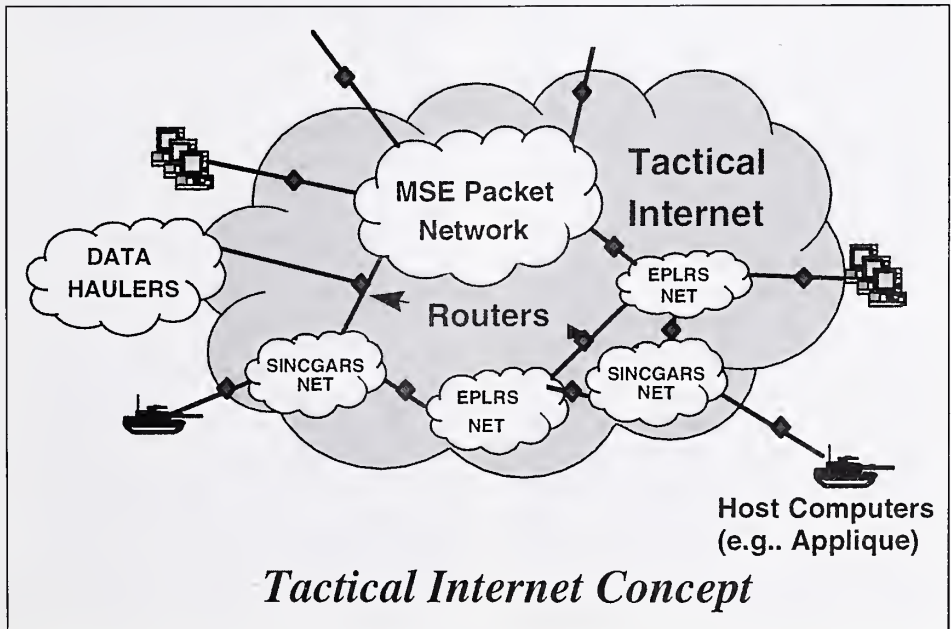 MSE Packet
Network
Tactical
Internet
DATA
HAULERS
EPLRS
NET
Routers
SINCGARS
NET
EPLRS
NET
SINCGARS
NET
Host Computers
(e.g.. Applique)
Tactical Internet Concept